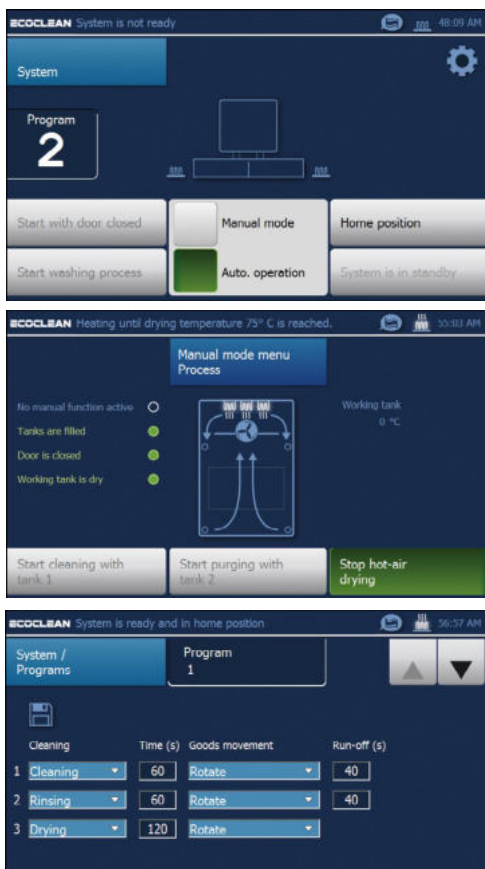 ECOCLEAN System is not ready 48:09 AM
System
Program
2
Start with door closed
Manual mode
Home position
Start washing process
Auto. operation
System is in standby
ECOCLEAN Heating until drying temperature 75° C is reached. 55:03 AM
Manual mode menu
Process
No manual function active
Tanks are filled
Door is closed
Working tank is dry
Working tank
0 °C
Start cleaning with
tank 1
Start purging with
tank 2
Stop hot-air
drying
ECOCLEAN System is ready and in home position 56:57 AM
System /
Programs
Program
1
Cleaning Time (s) Goods movement Run-off (s)
1 Cleaning 60 Rotate 40
2 Rinsing 60 Rotate 40
3 Drying 120 Rotate